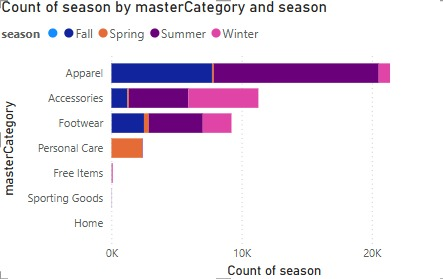 Count of season by masterCategory and season
season Fall Spring Summer Winter
masterCategory
Apparel
Accessories
Footwear
Personal Care
Free Items
Sporting Goods
Home
0K 10K 20K
Count of season